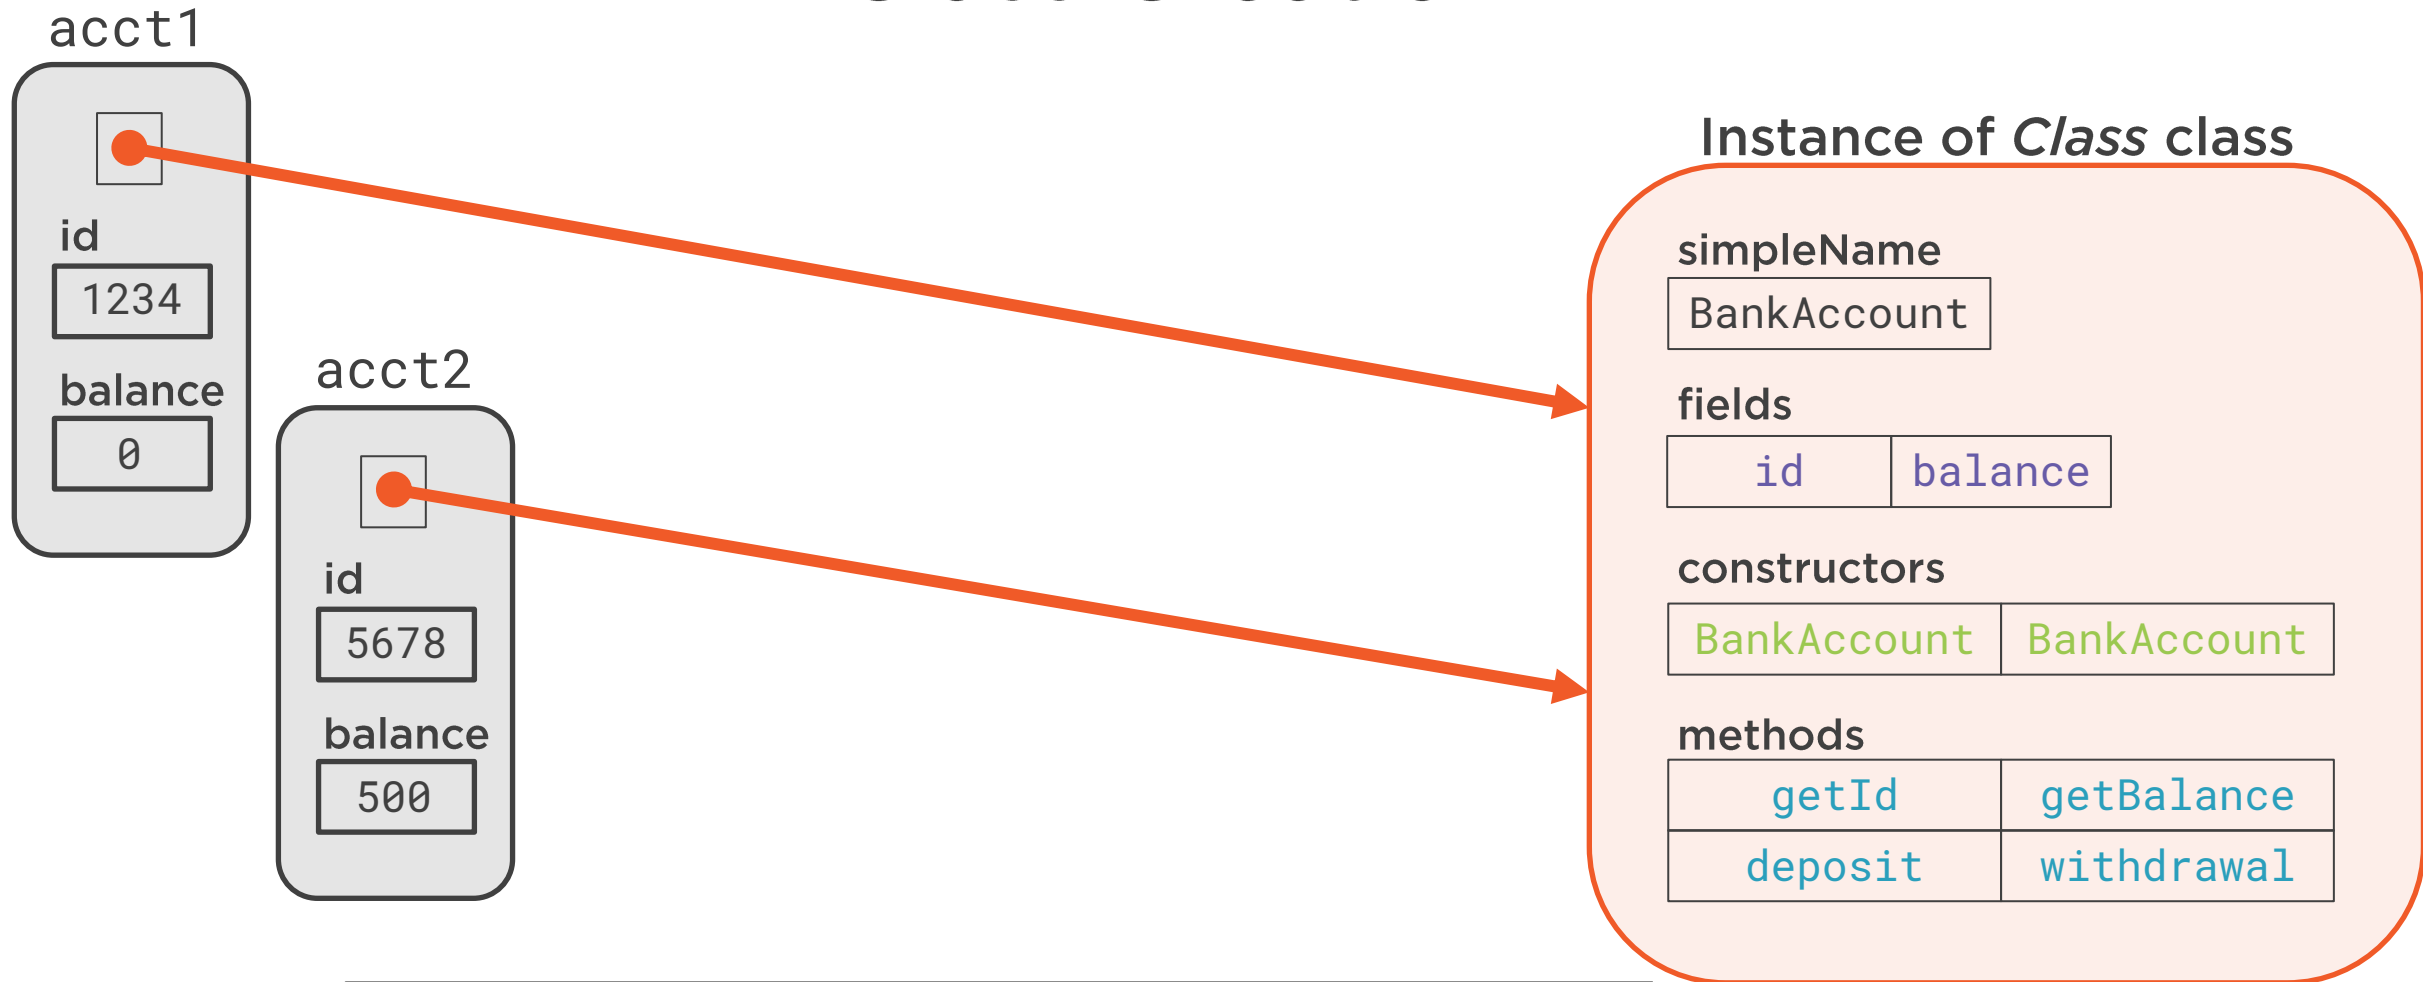 acct1
id
1234
balance
0
acct2
id
5678
balance
500
Instance of Class class
simpleName
BankAccount
fields
id balance
constructors
BankAccount BankAccount
methods
getId getBalance
deposit withdrawal